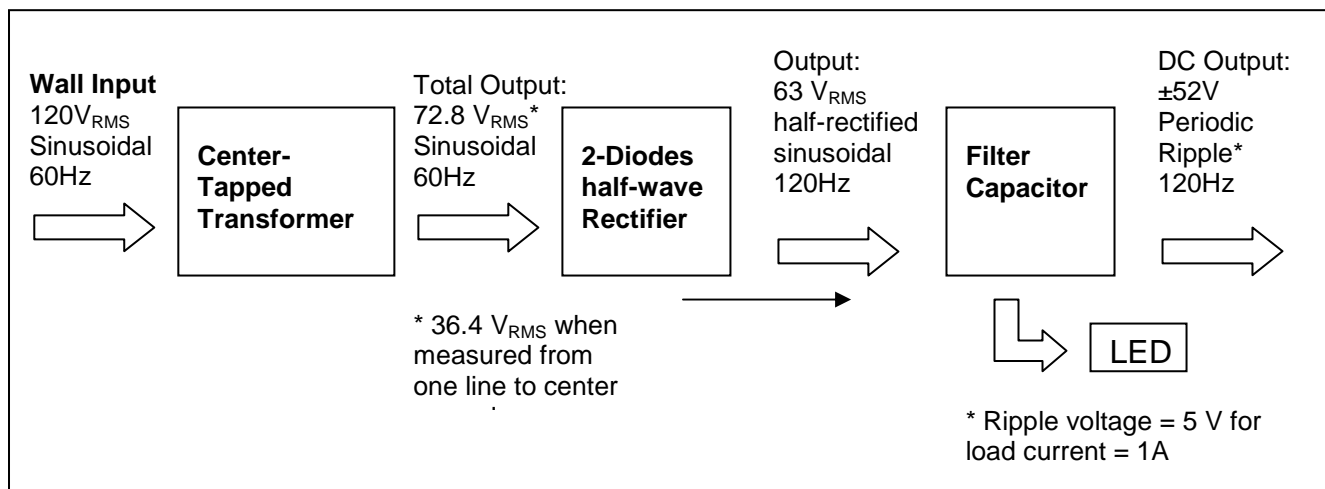 Wall Input
120V_RMS
Sinusoidal
60Hz
Center-
Tapped
Transformer
Total Output:
72.8 V_RMS*
Sinusoidal
60Hz
* 36.4 V_RMS when
measured from
one line to center
2-Diodes
half-wave
Rectifier
Output:
63 V_RMS
half-rectified
sinusoidal
120Hz
Filter
Capacitor
DC Output:
±52V
Periodic
Ripple*
120Hz
LED
* Ripple voltage = 5 V for
load current = 1A